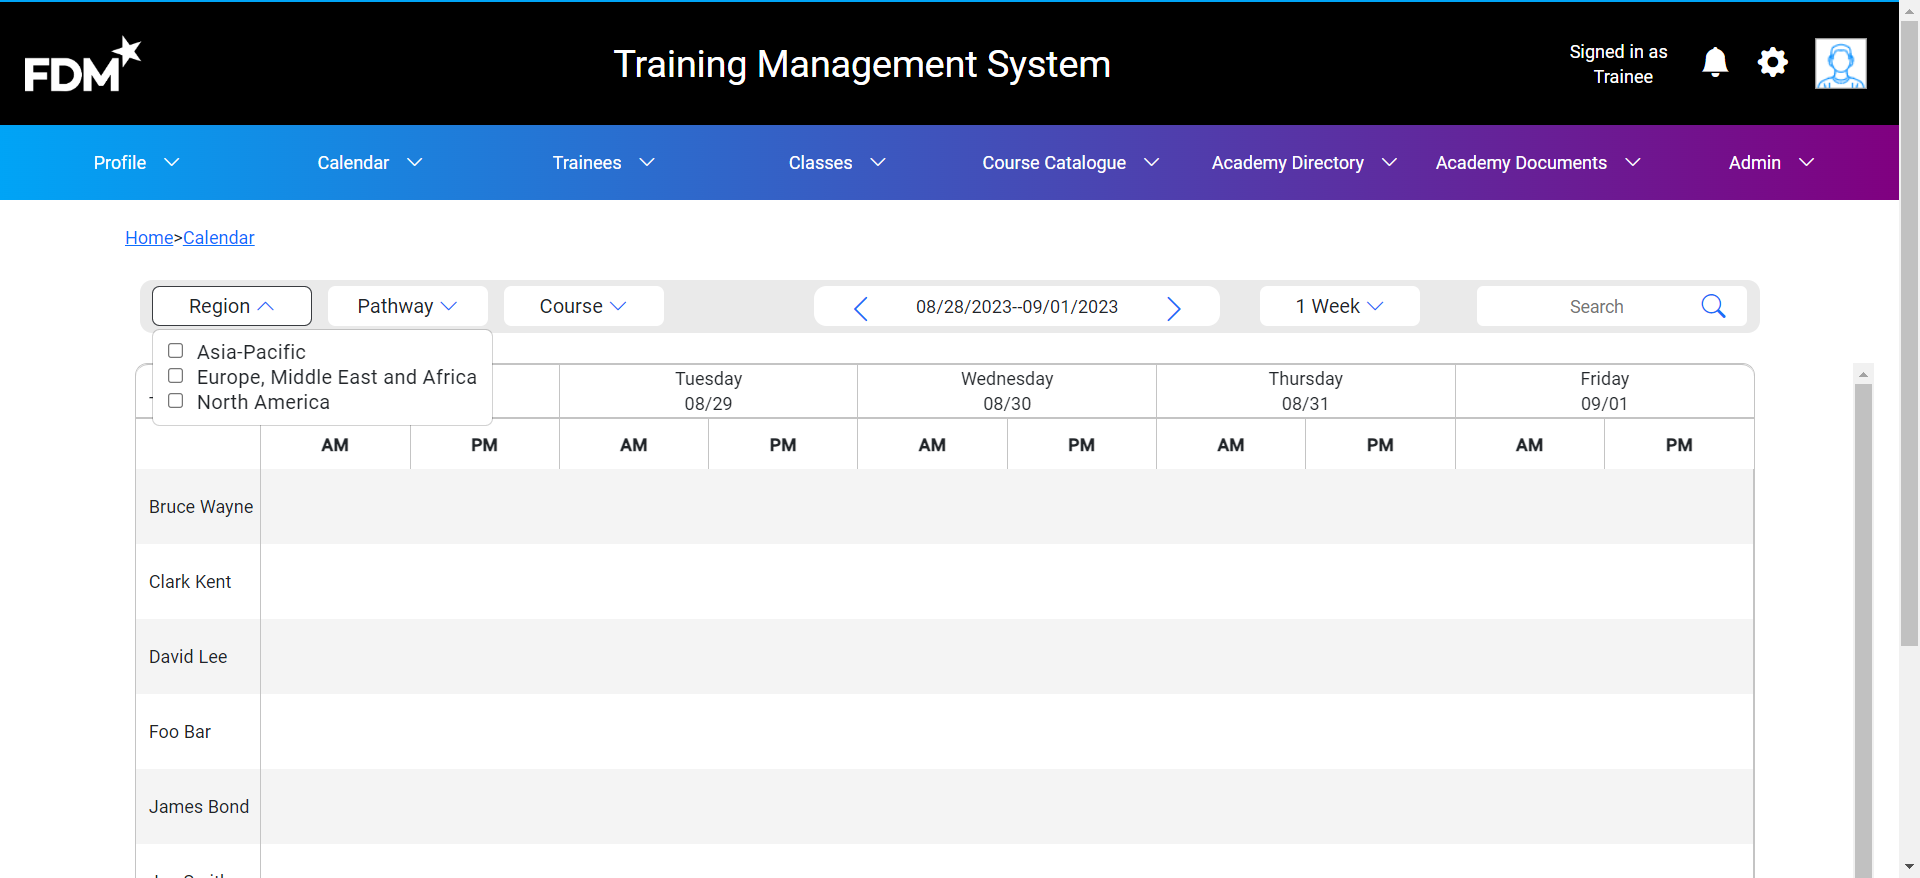 FDM
Training Management System
Signed in as
Trainee
Profile
Calendar
Trainees
Classes
Course Catalogue
Academy Directory
Academy Documents
Admin
Home>Calendar
Region
Pathway
Course
08/28/2023--09/01/2023
1 Week
Search
Asia-Pacific
Europe, Middle East and Africa
North America
Tuesday
08/29
Wednesday
08/30
Thursday
08/31
Friday
09/01
AM PM AM PM AM PM AM PM AM PM
Bruce Wayne
Clark Kent
David Lee
Foo Bar
James Bond